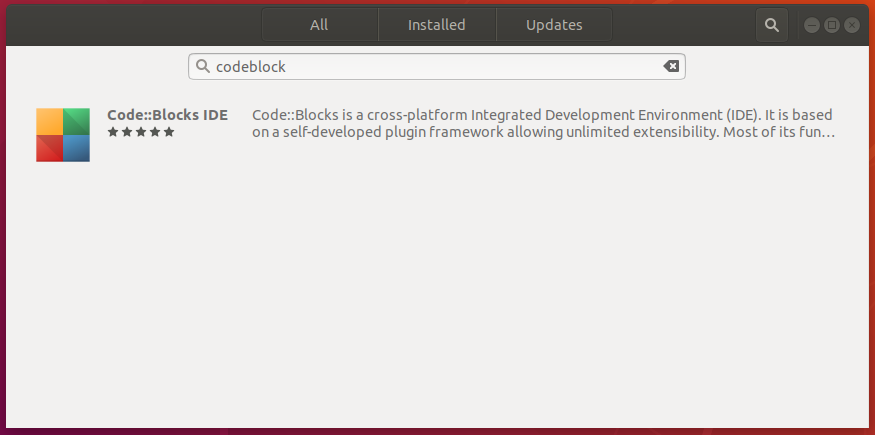 All Installed Updates
codeblock
Code::Blocks IDE
Code::Blocks is a cross-platform Integrated Development Environment (IDE). It is based
on a self-developed plugin framework allowing unlimited extensibility. Most of its fun…